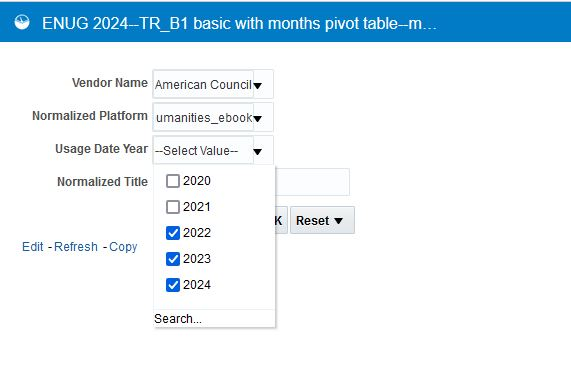 ENUG 2024--TR_B1 basic with months pivot table--m...
Vendor Name American Council
Normalized Platform umanities_ebook
Usage Date Year --Select Value--
Normalized Title
2020
2021
K Reset
2022
Edit - Refresh - Copy
2023
2024
Search...